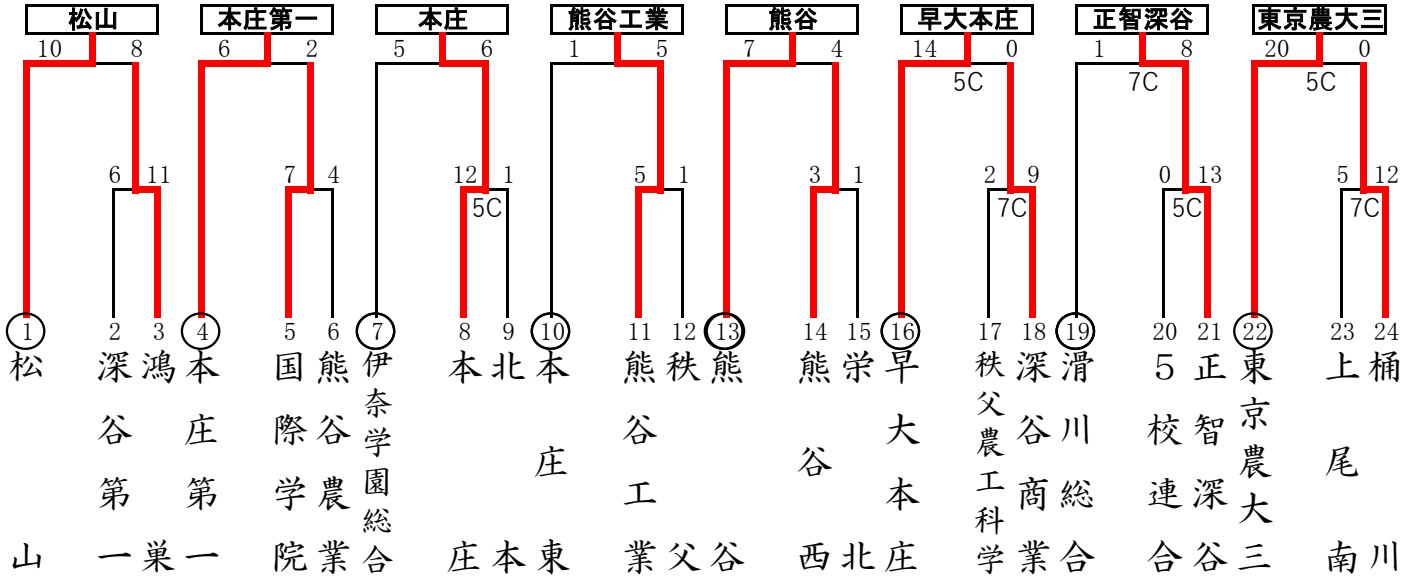 松山 本庄第一 本庄 熊谷工業 熊谷 早大本庄 正智深谷 東京農大三
10 8 6 2 5 6 1 5 7 4 14 0 1 8 20 0
5C 7C 5C
6 11 7 4 12 1 5 1 3 1 2 9 0 13 5 12
5C 7C 5C 7C
1 2 3 4 5 6 7 8 9 10 11 12 13 14 15 16 17 18 19 20 21 22 23 24
松山
深谷第一
鴻巣
本庄第一
国際学院
熊谷農業
伊奈学園総合
本庄
北本
本庄東
熊谷工業
秩父
熊谷
熊谷西
栄北
早大本庄
秩父農工科学
深谷商業
滑川総合
5校連合
正智深谷
東京農大三
上尾南
桶川